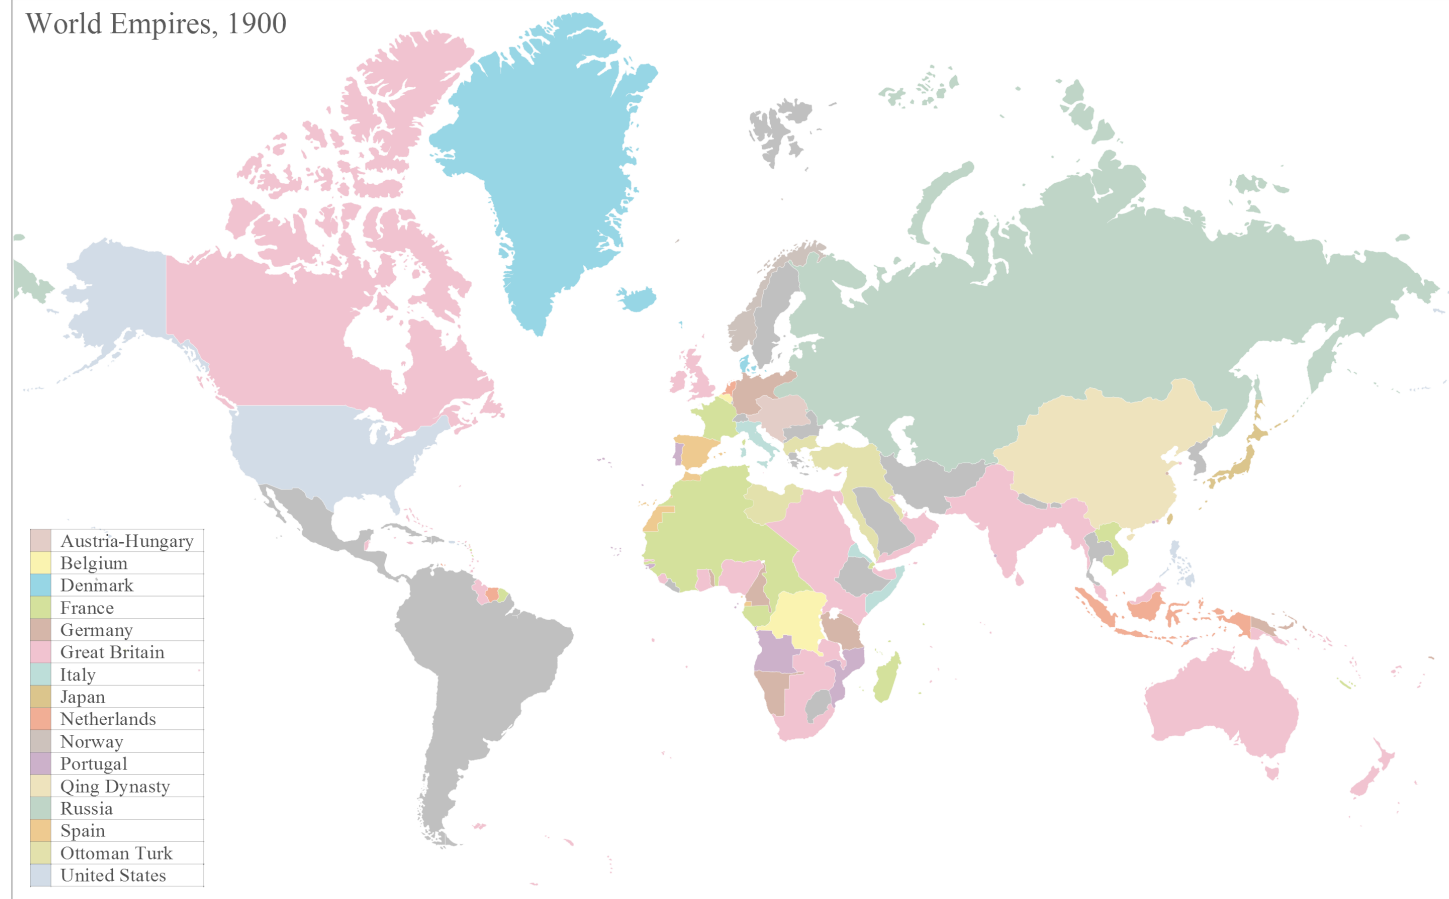 World Empires, 1900
Austria-Hungary
Belgium
Denmark
France
Germany
Great Britain
Italy
Japan
Netherlands
Norway
Portugal
Qing Dynasty
Russia
Spain
Ottoman Turk
United States